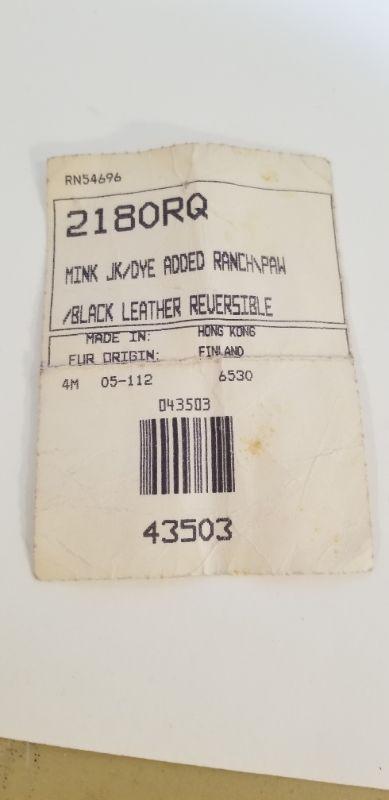 RN54696
2180RQ
MINK JK/DYE ADDED RANCH\PAW
/BLACK LEATHER REVERSIBLE
MADE IN: HONG KONG
FUR ORIGIN: FINLAND
4M 05-112 6530
043503
43503